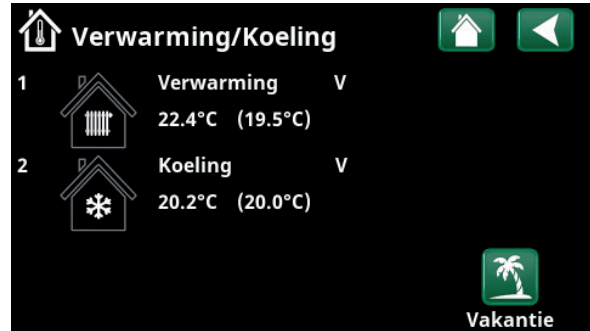 Verwarming/Koeling
1 Verwarming V
22.4°C (19.5°C)
2 Koeling V
20.2°C (20.0°C)
Vakantie